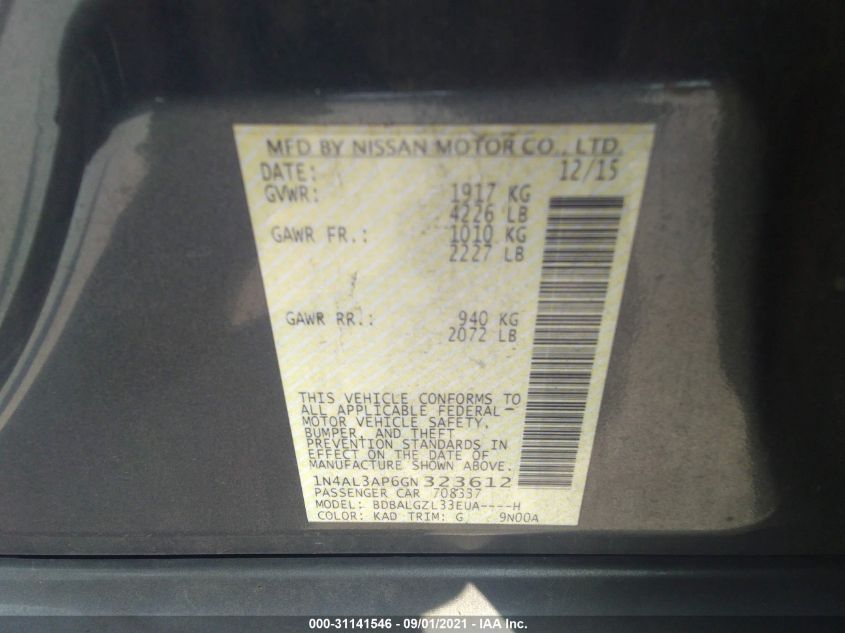 MFD BY NISSAN MOTOR CO., LTD.
DATE: 12/15
GVWR: 1917 KG
4226 LB
GAWR FR.: 1010 KG
2227 LB
GAWR RR.: 940 KG
2072 LB
THIS VEHICLE CONFORMS TO
ALL APPLICABLE FEDERAL
MOTOR VEHICLE SAFETY,
BUMPER, AND THEFT
PREVENTION STANDARDS IN
EFFECT ON THE DATE OF
MANUFACTURE SHOWN ABOVE.
1N4AL3AP6GN323612
PASSENGER CAR 708337
MODEL: BDBALGZL33EUA----H
COLOR: KAD TRIM: G 9N00A
000-31141546 - 09/01/2021 - IAA Inc.